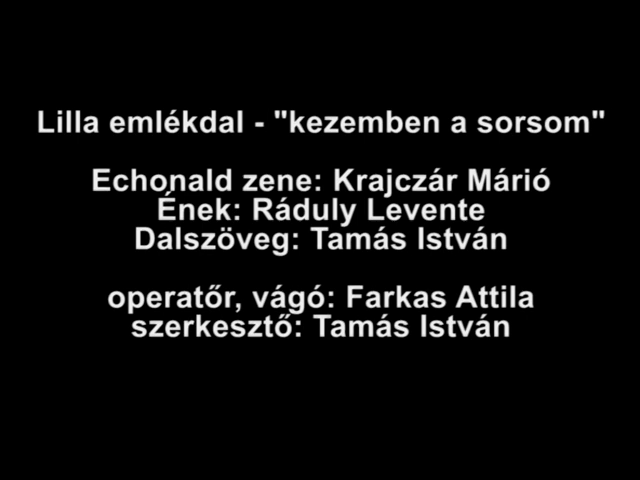 Lilla emlékdal - "kezemben a sorsom"
Echonald zene: Krajczár Márió
Ének: Ráduly Levente
Dalszöveg: Tamás István
operatőr, vágó: Farkas Attila
szerkesztő: Tamás István